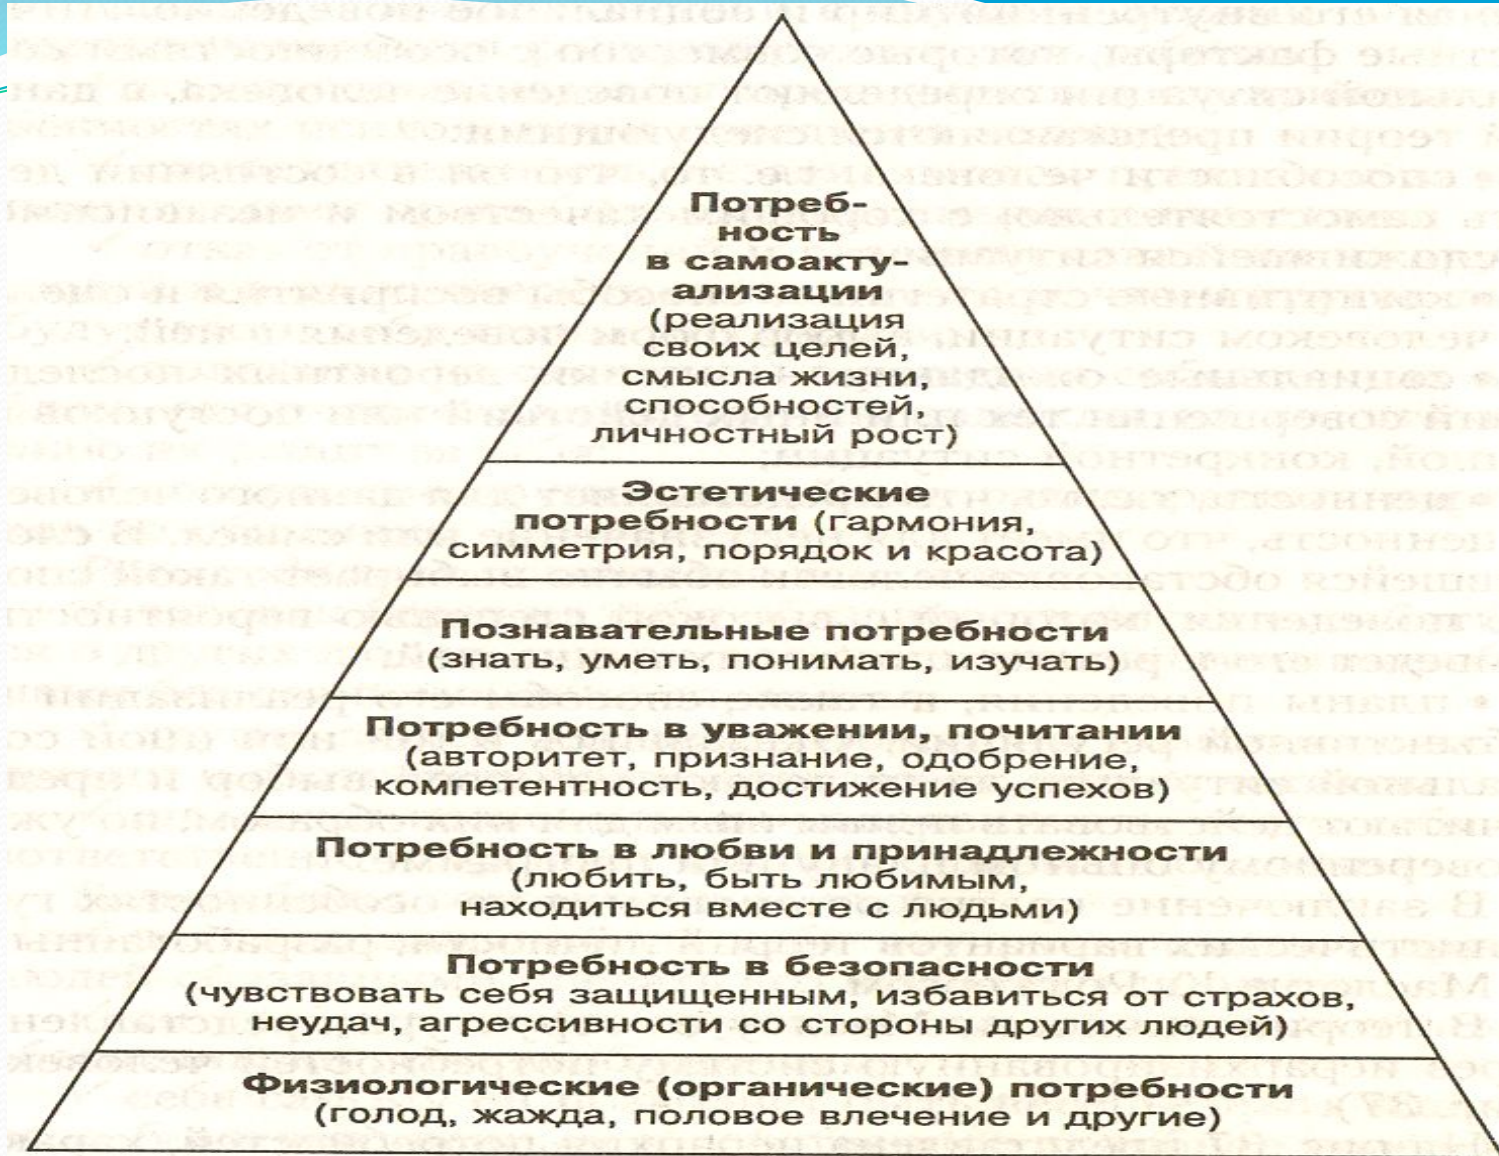 Потреб-
ность
в самоакту-
ализации
(реализация
своих целей,
смысла жизни,
способностей,
личностный рост)
Эстетические
потребности (гармония,
симметрия, порядок и красота)
Познавательные потребности
(знать, уметь, понимать, изучать)
Потребность в уважении, почитании
(авторитет, признание, одобрение,
компетентность, достижение успехов)
Потребность в любви и принадлежности
(любить, быть любимым,
находиться вместе с людьми)
Потребность в безопасности
(чувствовать себя защищенным, избавиться от страхов,
неудач, агрессивности со стороны других людей)
Физиологические (органические) потребности
(голод, жажда, половое влечение и другие)